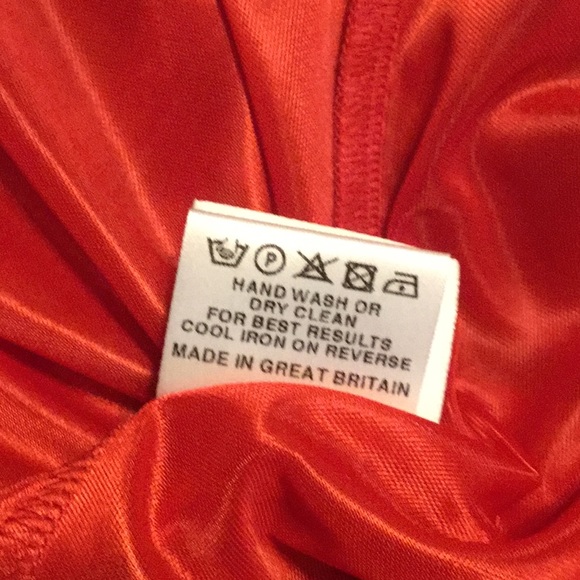 P
HAND WASH OR
DRY CLEAN
FOR BEST RESULTS
COOL IRON ON REVERSE
MADE IN GREAT BRITAIN